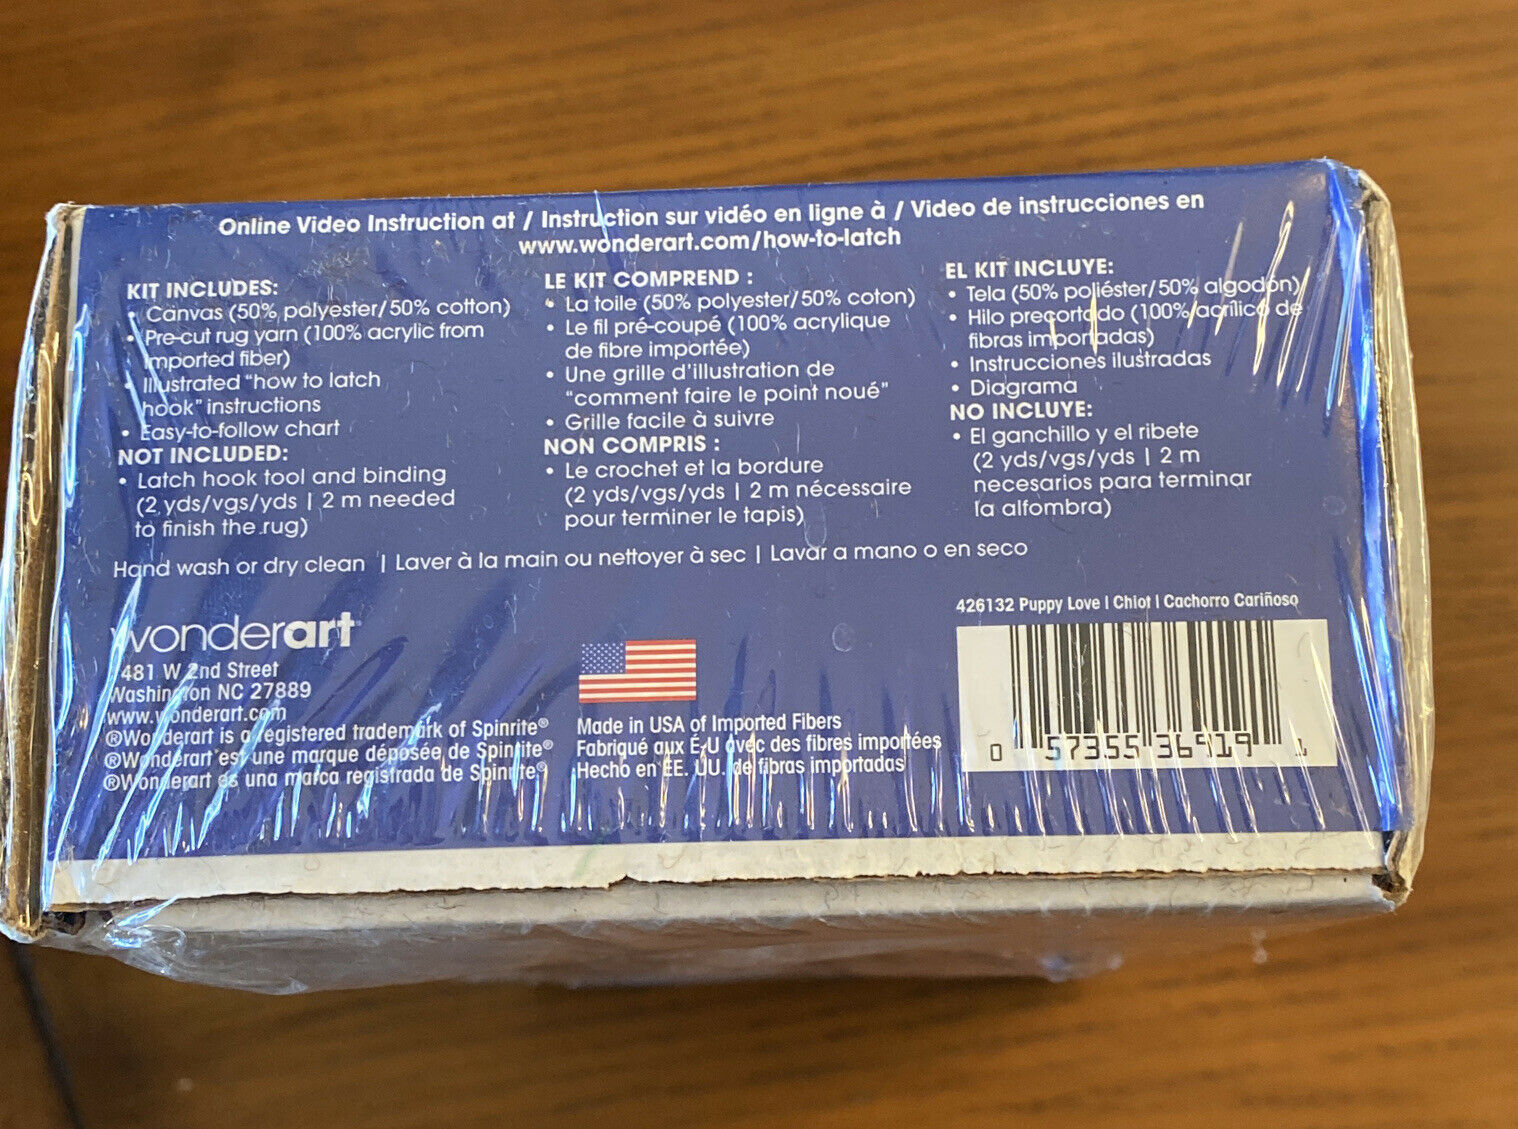 Online Video Instruction at / Instruction sur vidéo en ligne à / Video de instrucciones en
www.wonderart.com/how-to-latch
KIT INCLUDES:
• Canvas (50% polyester/50% cotton)
• Pre-cut rug yarn (100% acrylic from
imported fiber)
• Illustrated "how to latch
hook" instructions
• Easy-to-follow chart
NOT INCLUDED:
• Latch hook tool and binding
(2 yds/vgs/yds | 2 m needed
to finish the rug)
LE KIT COMPREND :
• La toile (50% polyester/50% coton)
• Le fil pré-coupé (100% acrylique
de fibre importée)
• Une grille d'illustration de
"comment faire le point noué"
• Grille facile à suivre
NON COMPRIS :
• Le crochet et la bordure
(2 yds/vgs/yds | 2 m nécessaire
pour terminer le tapis)
EL KIT INCLUYE:
• Tela (50% poliéster/50% algodón)
• Hilo precortado (100% acrílico de
fibras importadas)
• Instrucciones ilustradas
• Diagrama
NO INCLUYE:
• El ganchillo y el ribete
(2 yds/vgs/yds | 2 m
necesarios para terminar
la alfombra)
Hand wash or dry clean | Laver à la main ou nettoyer à sec | Lavar a mano o en seco
wonderart
481 W 2nd Street
Washington NC 27889
www.wonderart.com
®Wonderart is a registered trademark of Spinrite®
®Wonderart est une marque déposée de Spinrite®
®Wonderart es una marca registrada de Spinrite®
Made in USA of Imported Fibers
Fabriqué aux É-U avec des fibres importées
Hecho en EE. UU. de fibras importadas
426132 Puppy Love | Chiot | Cachorro Cariñoso
0 57355 36919 1